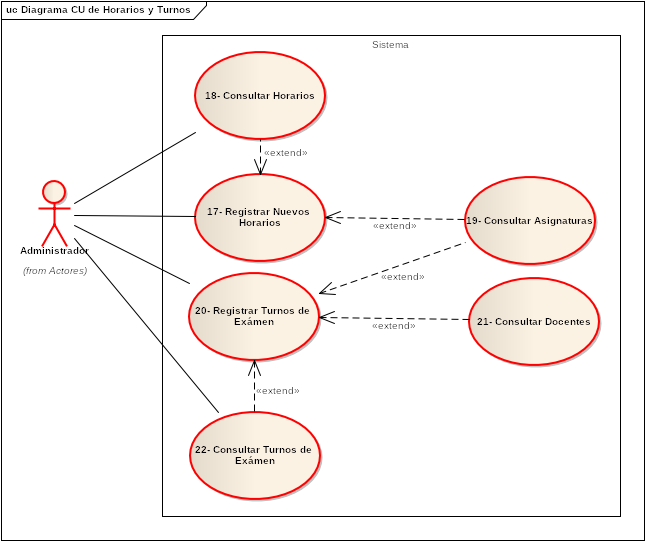 uc Diagrama CU de Horarios y Turnos
Sistema
18- Consultar Horarios
«extend»
17- Registrar Nuevos
Horarios
19- Consultar Asignaturas
«extend»
Administrador
(from Actores)
«extend»
20- Registrar Turnos de
Exámen
21- Consultar Docentes
«extend»
«extend»
22- Consultar Turnos de
Exámen